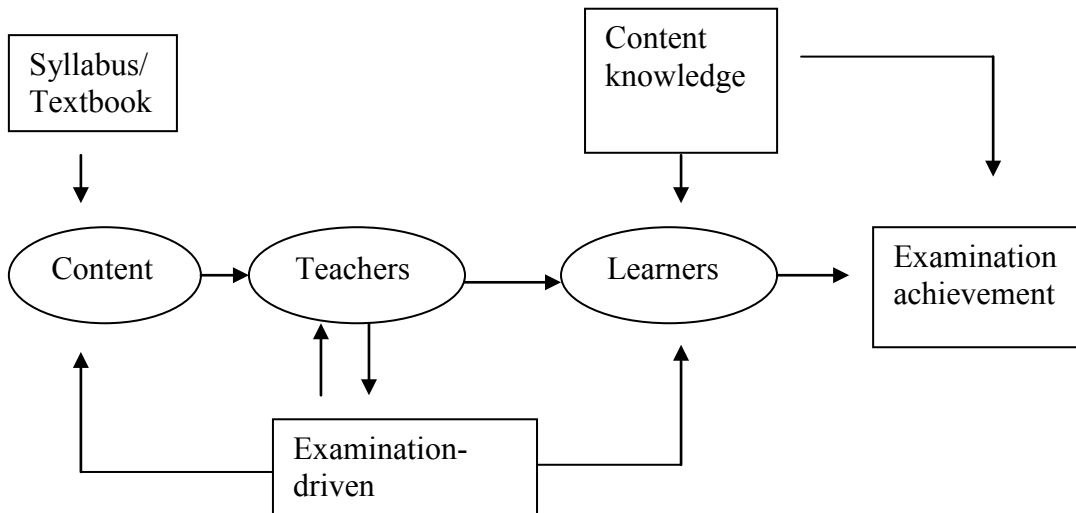 Syllabus/
Textbook
Content
knowledge
Content
Teachers
Learners
Examination
achievement
Examination-
driven